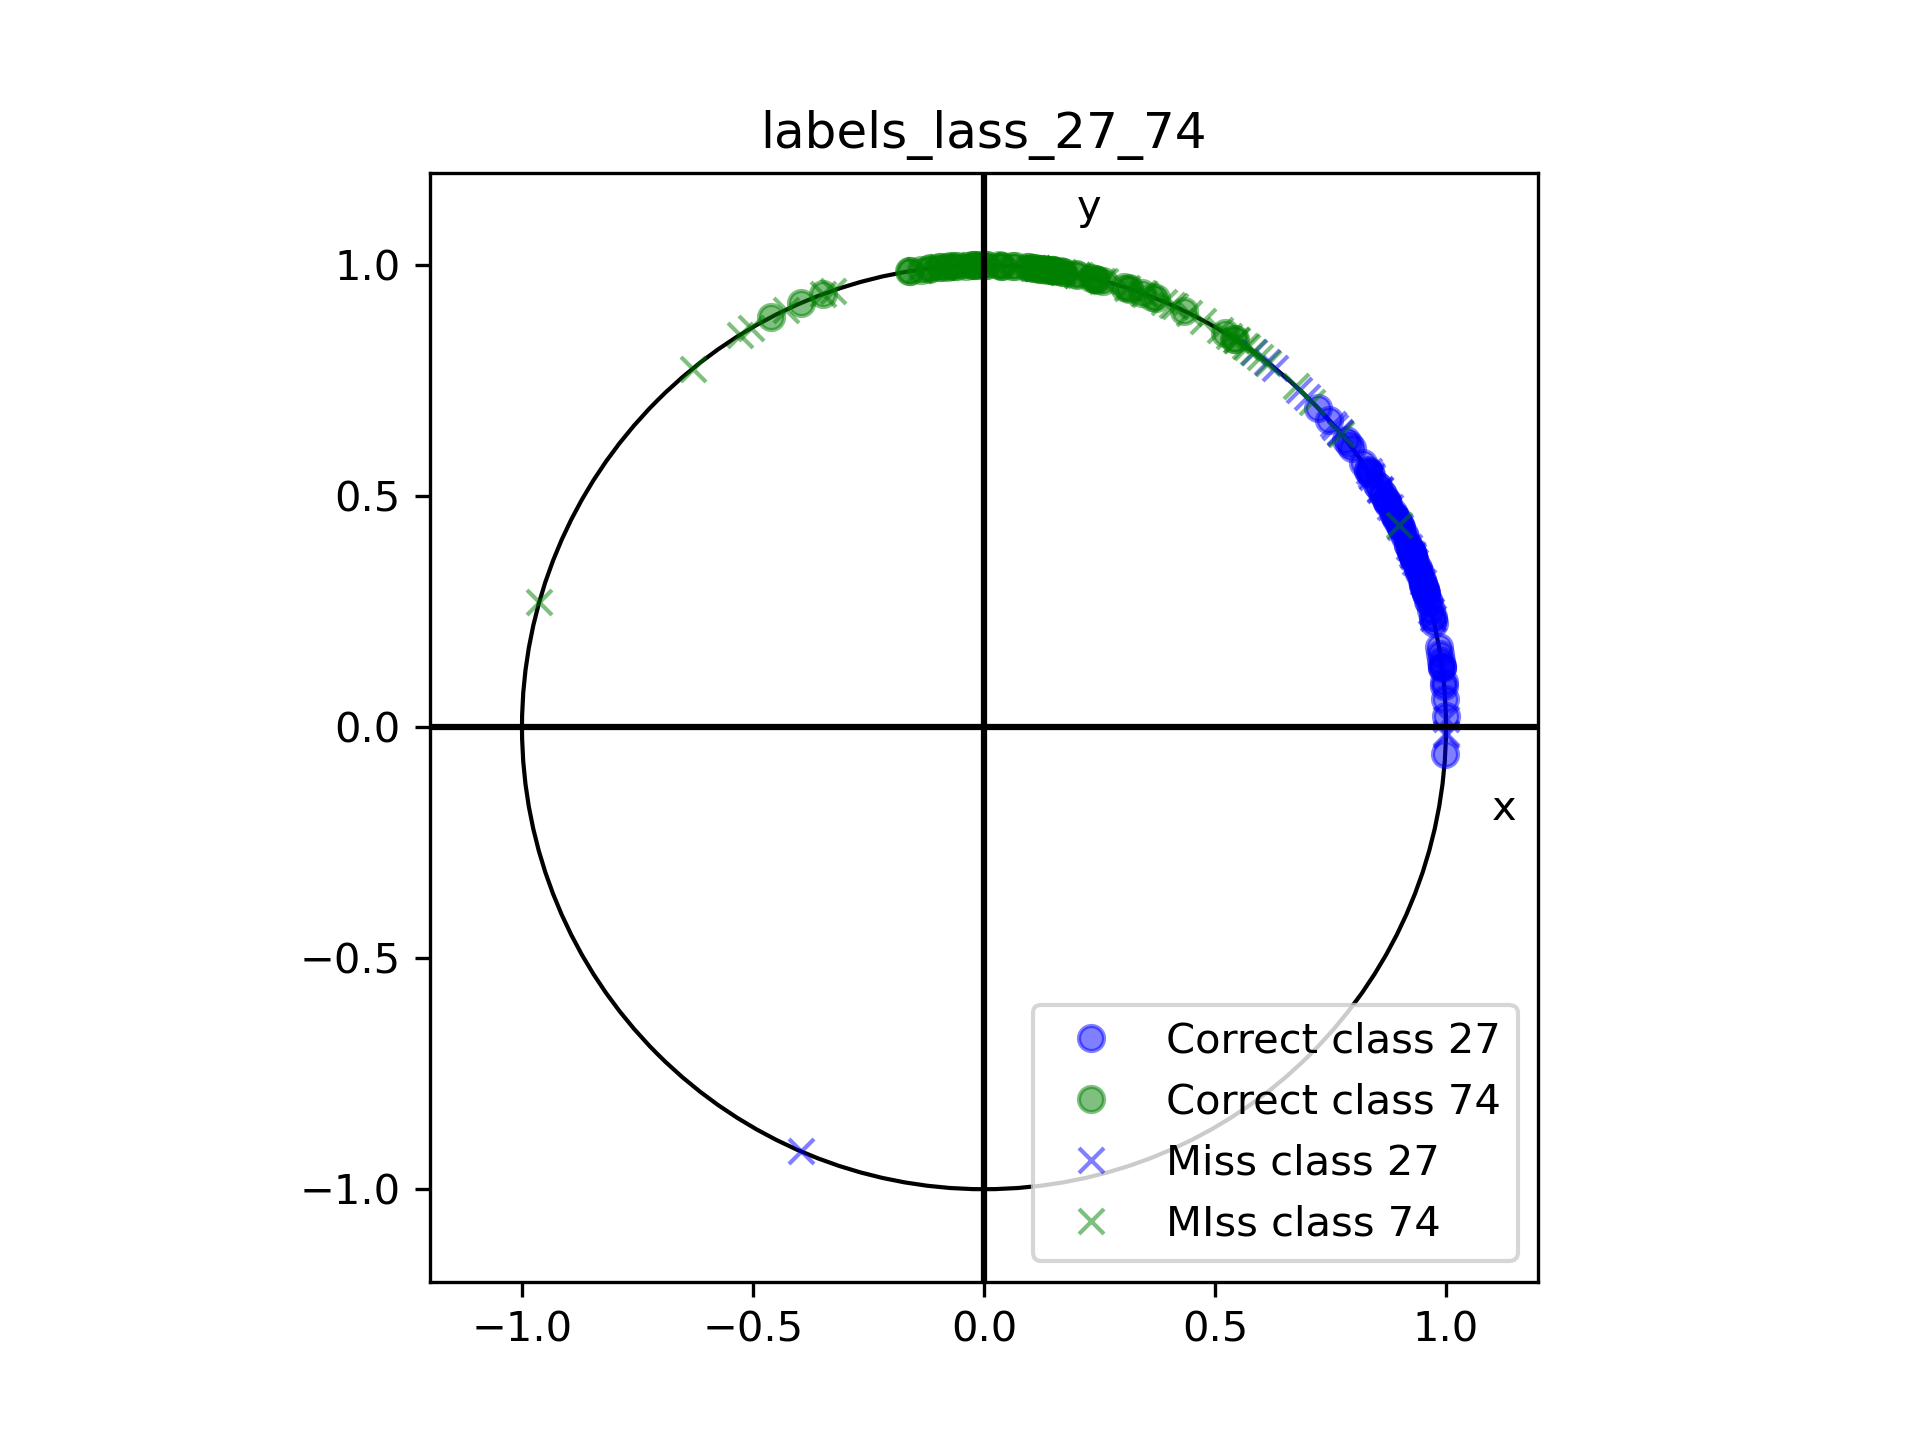 labels_lass_27_74
y
1.0
0.5
0.0
−0.5
−1.0
x
Correct class 27
Correct class 74
Miss class 27
MIss class 74
−1.0 −0.5 0.0 0.5 1.0